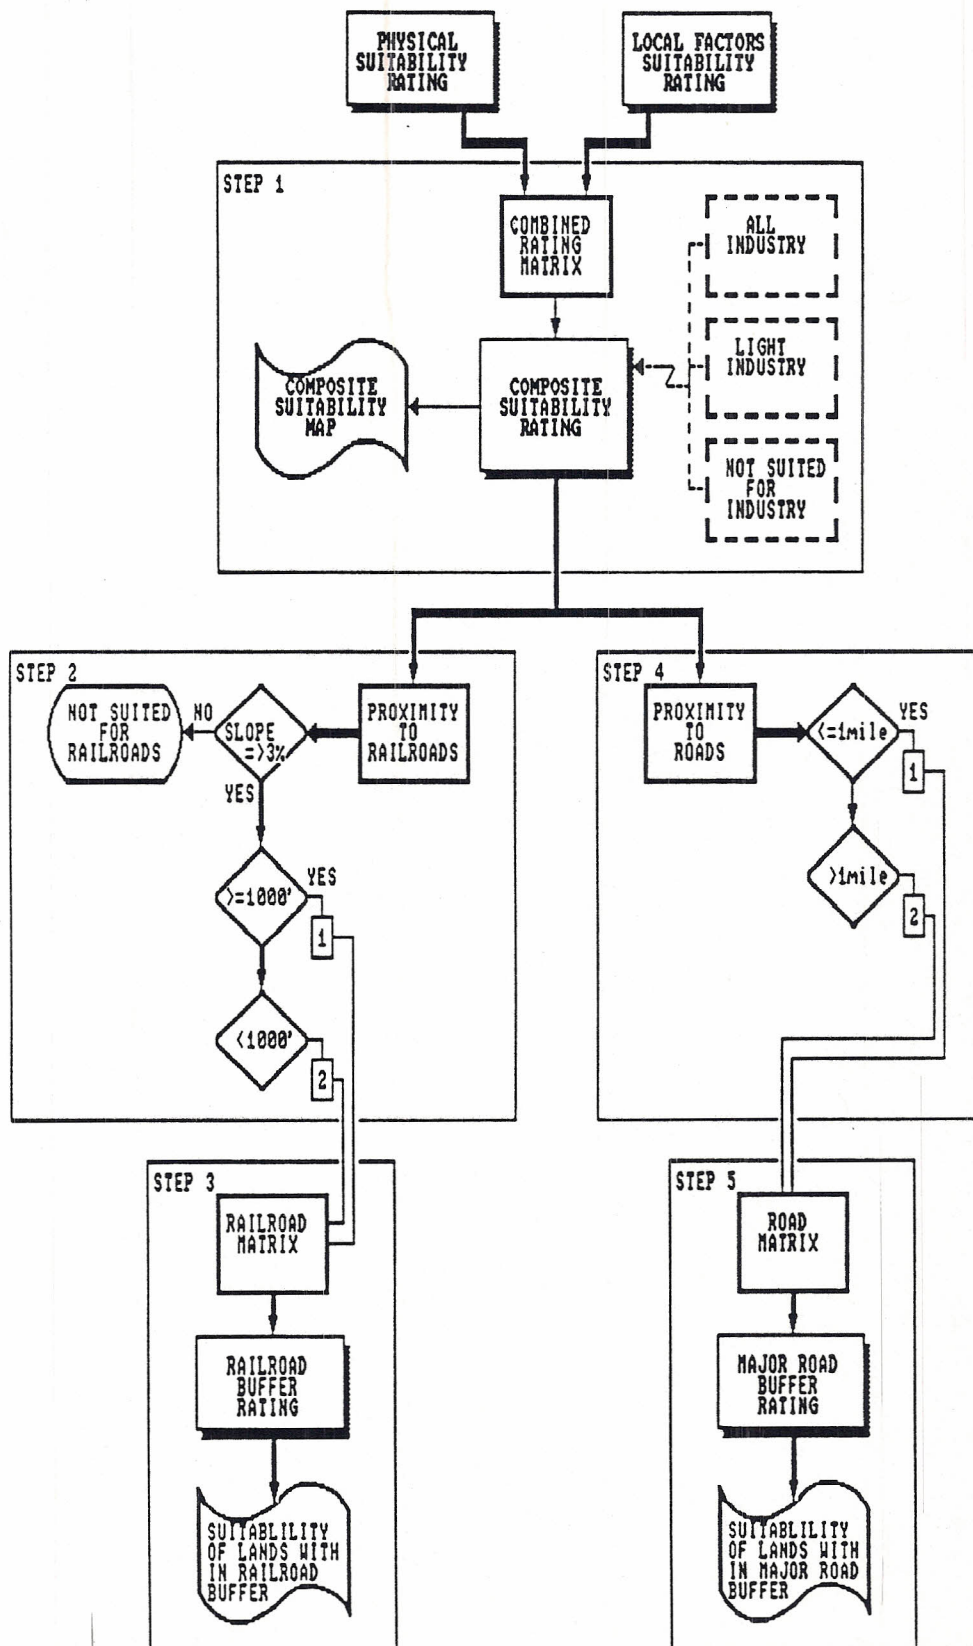 PHYSICAL
SUITABILITY
RATING
LOCAL FACTORS
SUITABILITY
RATING
STEP 1
COMBINED
RATING
MATRIX
ALL
INDUSTRY
LIGHT
INDUSTRY
NOT SUITED
FOR
INDUSTRY
COMPOSITE
SUITABILITY
MAP
COMPOSITE
SUITABILITY
RATING
STEP 2
NOT SUITED
FOR
RAILROADS
NO
SLOPE
=>3%
YES
PROXIMITY
TO
RAILROADS
>=1000'
YES
1
<1000'
2
STEP 4
PROXIMITY
TO
ROADS
<=1mile
YES
1
>1mile
2
STEP 3
RAILROAD
MATRIX
RAILROAD
BUFFER
RATING
SUITABLILITY
OF LANDS WITH
IN RAILROAD
BUFFER
STEP 5
ROAD
MATRIX
MAJOR ROAD
BUFFER
RATING
SUITABLILITY
OF LANDS WITH
IN MAJOR ROAD
BUFFER